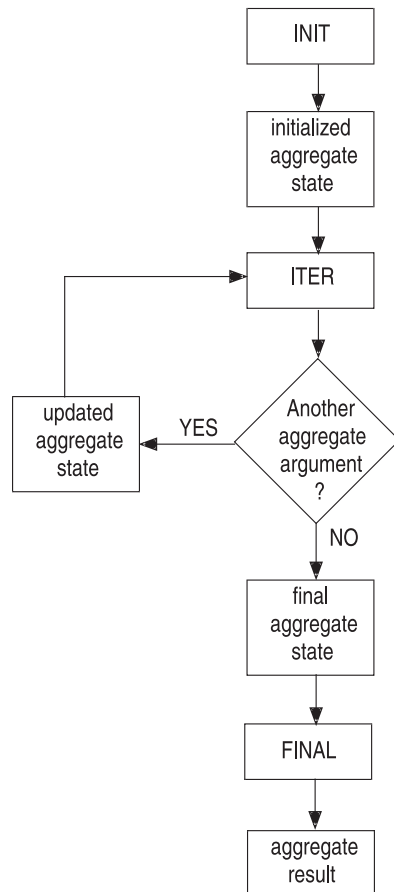 INIT
initialized
aggregate
state
ITER
Another
aggregate
argument
?
YES
updated
aggregate
state
NO
final
aggregate
state
FINAL
aggregate
result